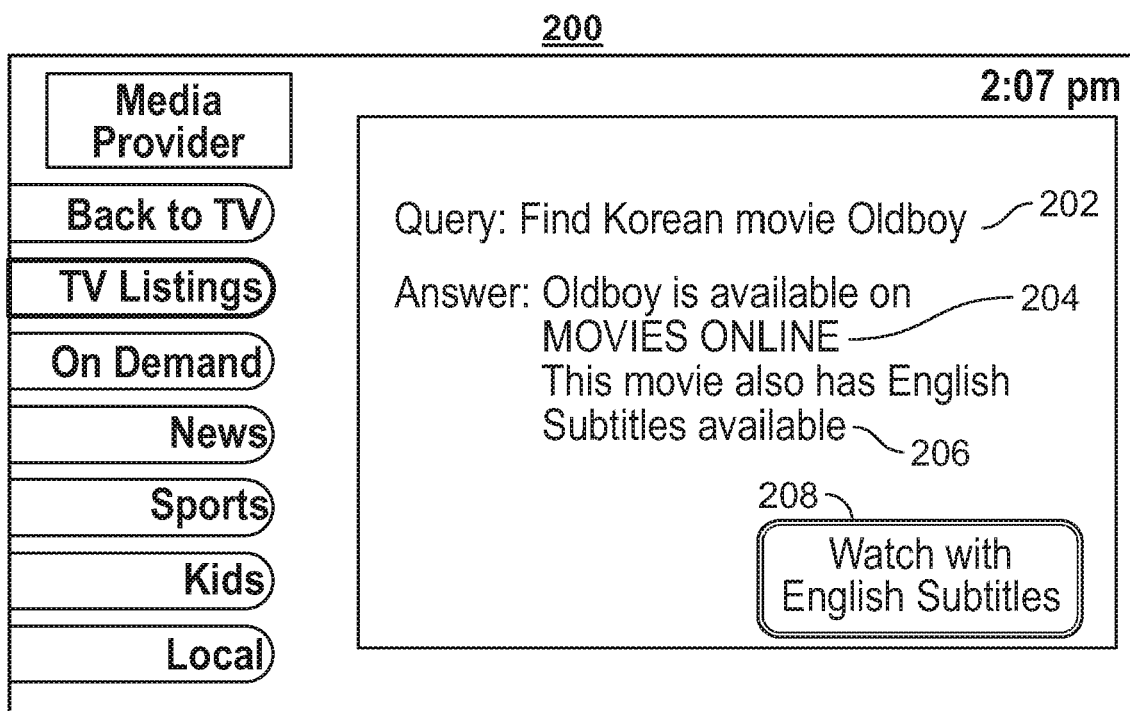 200
2:07 pm
Media
Provider
Back to TV
TV Listings
On Demand
News
Sports
Kids
Local
Query: Find Korean movie Oldboy 202
Answer: Oldboy is available on 204
MOVIES ONLINE
This movie also has English
Subtitles available
206
208
Watch with
English Subtitles